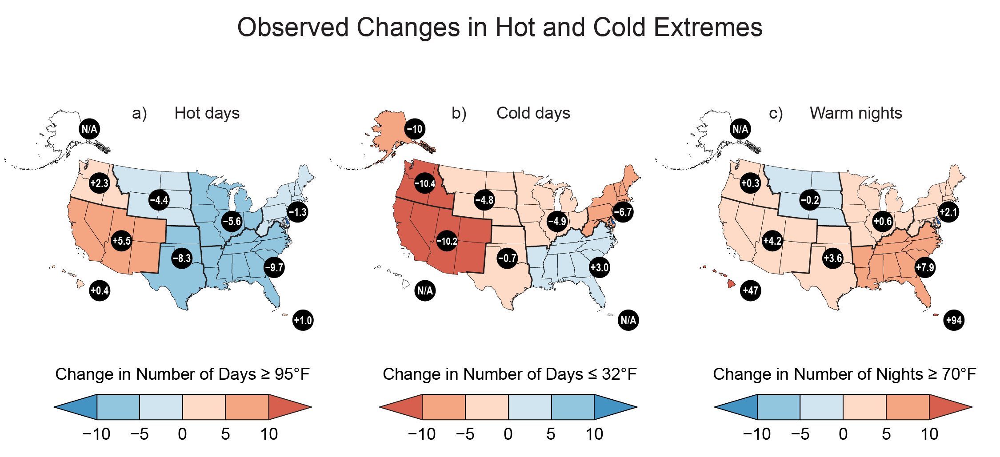 Observed Changes in Hot and Cold Extremes
a) Hot days
N/A
+2.3
−4.4
−1.3
−5.6
+5.5
−8.3
−9.7
+0.4
+1.0
Change in Number of Days ≥ 95°F
−10 −5 0 5 10
b) Cold days
−10
−10.4
−4.8
−6.7
−4.9
−10.2
−0.7
+3.0
N/A
N/A
Change in Number of Days ≤ 32°F
−10 −5 0 5 10
c) Warm nights
N/A
+0.3
−0.2
+2.1
+0.6
+4.2
+3.6
+7.9
+47
+94
Change in Number of Nights ≥ 70°F
−10 −5 0 5 10